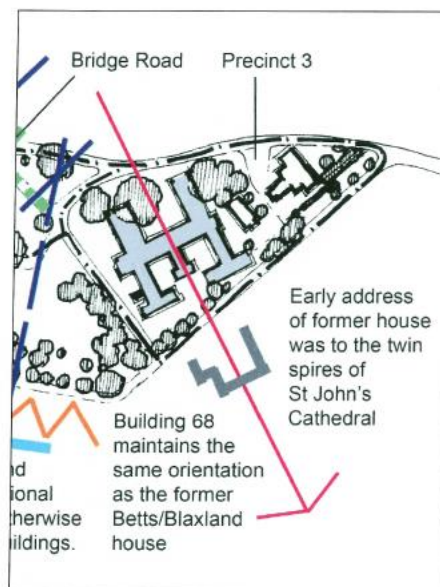 Bridge Road
Precinct 3
Early address
of former house
was to the twin
spires of
St John's
Cathedral
Building 68
maintains the
same orientation
as the former
Betts/Blaxland
house
nd
ional
therwise
ildings.